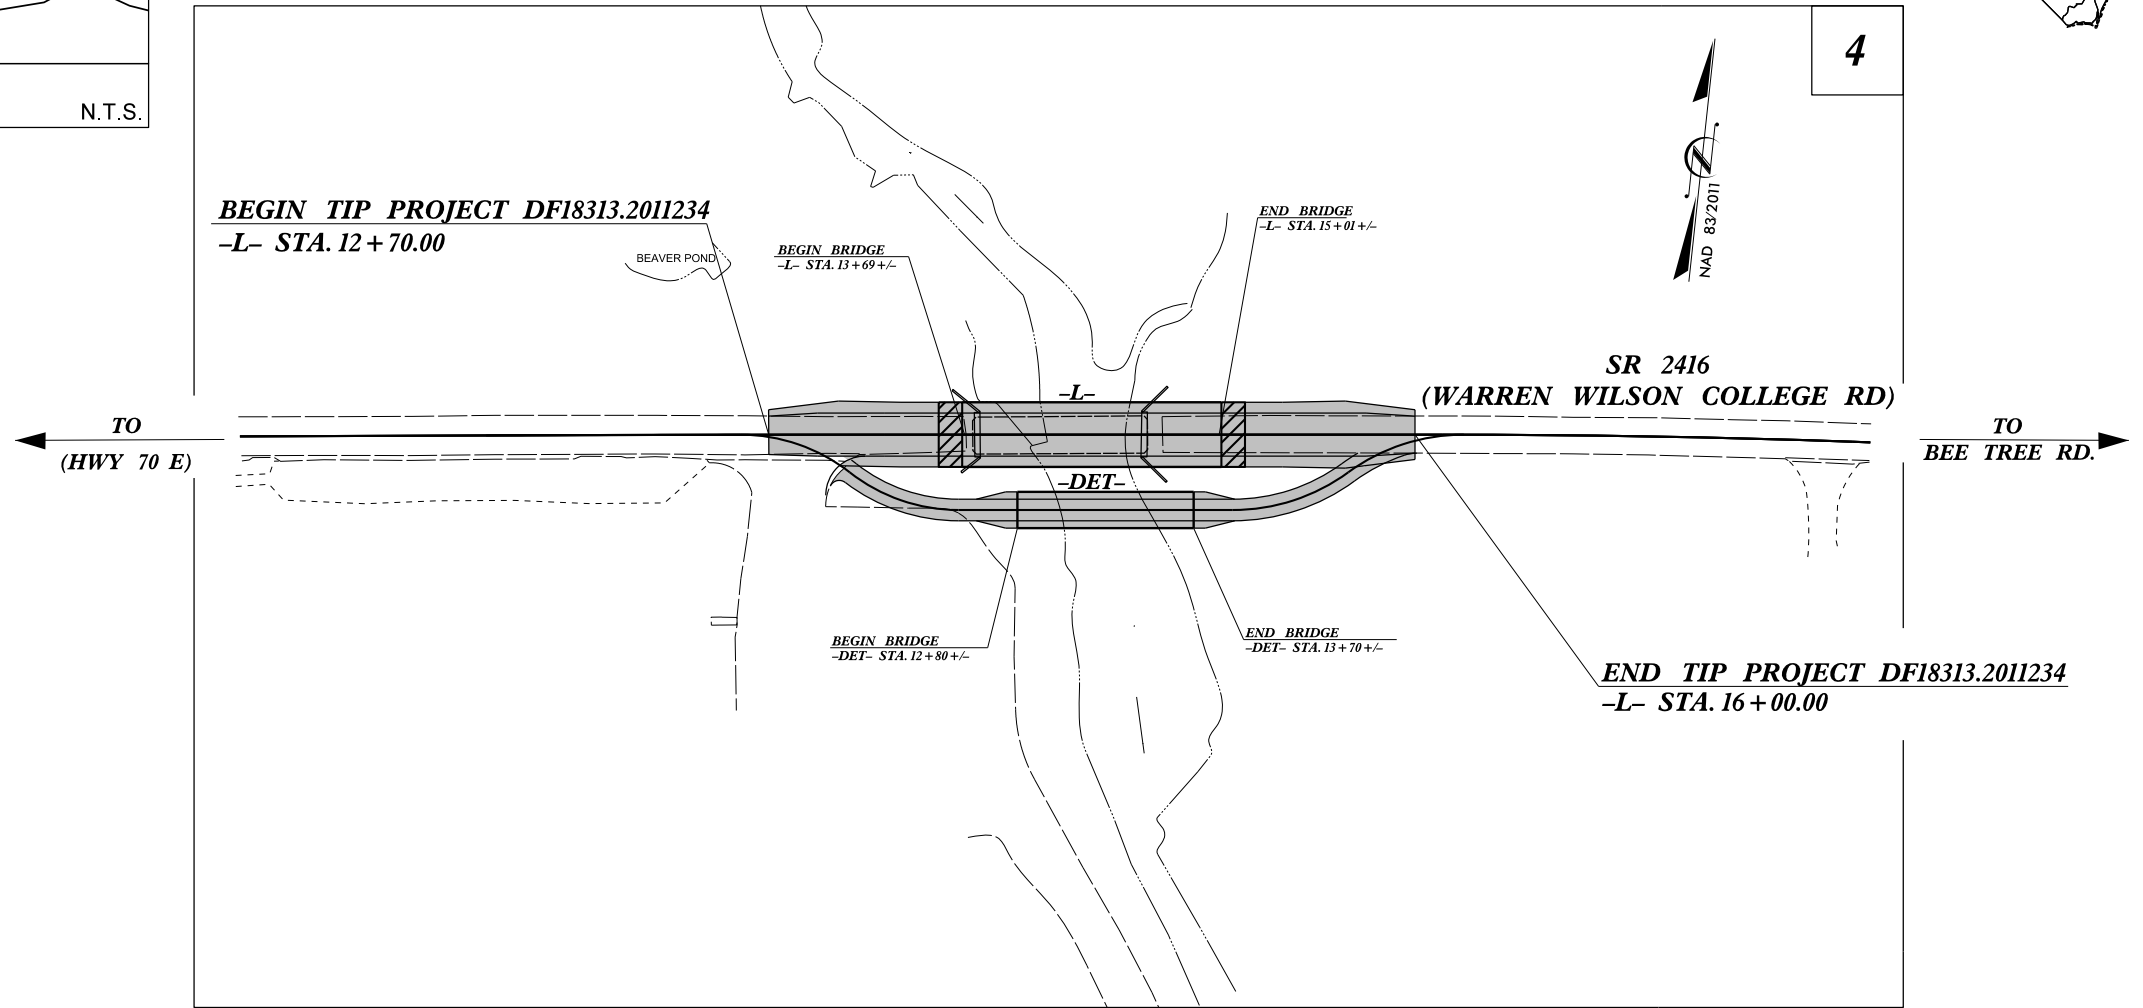 N.T.S.
4
BEGIN TIP PROJECT DF18313.2011234
-L- STA. 12+70.00
BEAVER POND
BEGIN BRIDGE
-L- STA. 13+69+/-
END BRIDGE
-L- STA. 15+01+/-
NAD 83/2011
N
SR 2416
(WARREN WILSON COLLEGE RD)
-L-
TO
(HWY 70 E)
TO
BEE TREE RD.
-DET-
BEGIN BRIDGE
-DET- STA. 12+80+/-
END BRIDGE
-DET- STA. 13+70+/-
END TIP PROJECT DF18313.2011234
-L- STA. 16+00.00